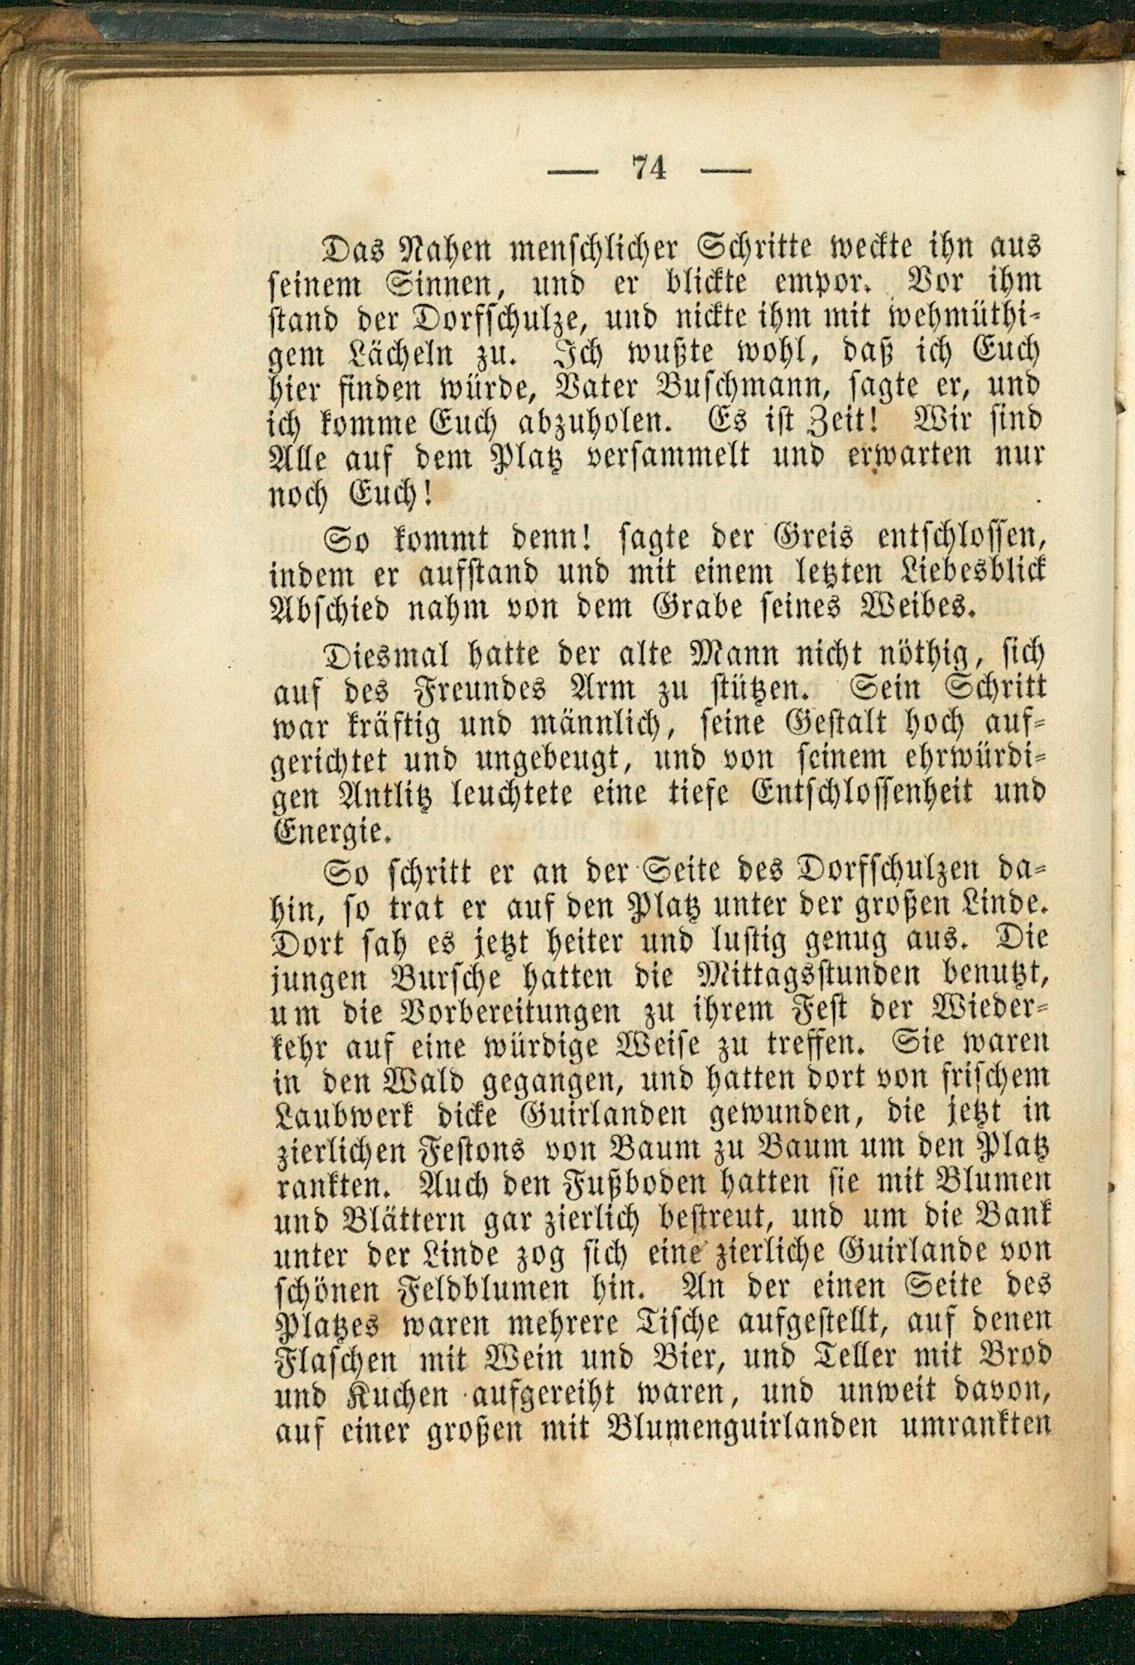 — 74 —
Das Nahen menschlicher Schritte weckte ihn aus
seinem Sinnen, und er blickte empor. Vor ihm
stand der Dorfschulze, und nickte ihm mit wehmüthi-
gem Lächeln zu. Ich wußte wohl, daß ich Euch
hier finden würde, Vater Buschmann, sagte er, und
ich komme Euch abzuholen. Es ist Zeit! Wir sind
Alle auf dem Platz versammelt und erwarten nur
noch Euch!
So kommt denn! sagte der Greis entschlossen,
indem er aufstand und mit einem letzten Liebesblick
Abschied nahm von dem Grabe seines Weibes.
Diesmal hatte der alte Mann nicht nöthig, sich
auf des Freundes Arm zu stützen. Sein Schritt
war kräftig und männlich, seine Gestalt hoch auf-
gerichtet und ungebeugt, und von seinem ehrwürdi-
gen Antlitz leuchtete eine tiefe Entschlossenheit und
Energie.
So schritt er an der Seite des Dorfschulzen da-
hin, so trat er auf den Platz unter der großen Linde.
Dort sah es jetzt heiter und lustig genug aus. Die
jungen Bursche hatten die Mittagsstunden benutzt,
um die Vorbereitungen zu ihrem Fest der Wieder-
kehr auf eine würdige Weise zu treffen. Sie waren
in den Wald gegangen, und hatten dort von frischem
Laubwerk dicke Guirlanden gewunden, die jetzt in
zierlichen Festons von Baum zu Baum um den Platz
rankten. Auch den Fußboden hatten sie mit Blumen
und Blättern gar zierlich bestreut, und um die Bank
unter der Linde zog sich eine zierliche Guirlande von
schönen Feldblumen hin. An der einen Seite des
Platzes waren mehrere Tische aufgestellt, auf denen
Flaschen mit Wein und Bier, und Teller mit Brod
und Kuchen aufgereiht waren, und unweit davon,
auf einer großen mit Blumenguirlanden umrankten